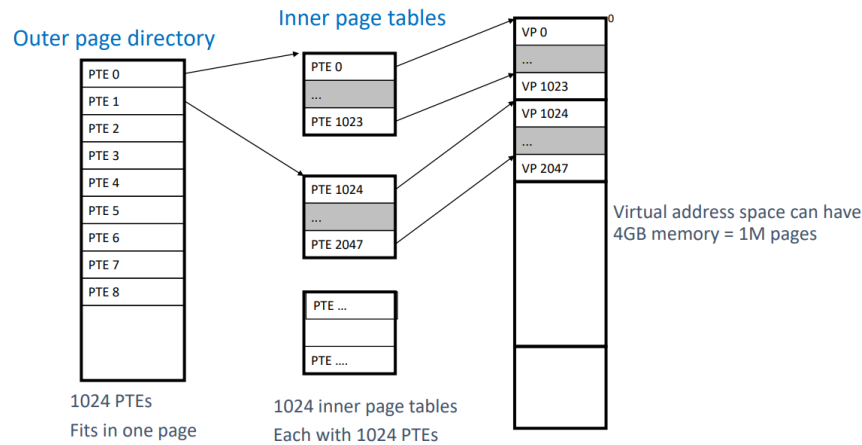 Outer page directory
PTE 0
PTE 1
PTE 2
PTE 3
PTE 4
PTE 5
PTE 6
PTE 7
PTE 8
1024 PTEs
Fits in one page
Inner page tables
PTE 0
...
PTE 1023
PTE 1024
...
PTE 2047
PTE ...
PTE ....
1024 inner page tables
Each with 1024 PTEs
0
VP 0
...
VP 1023
VP 1024
...
VP 2047
Virtual address space can have
4GB memory = 1M pages